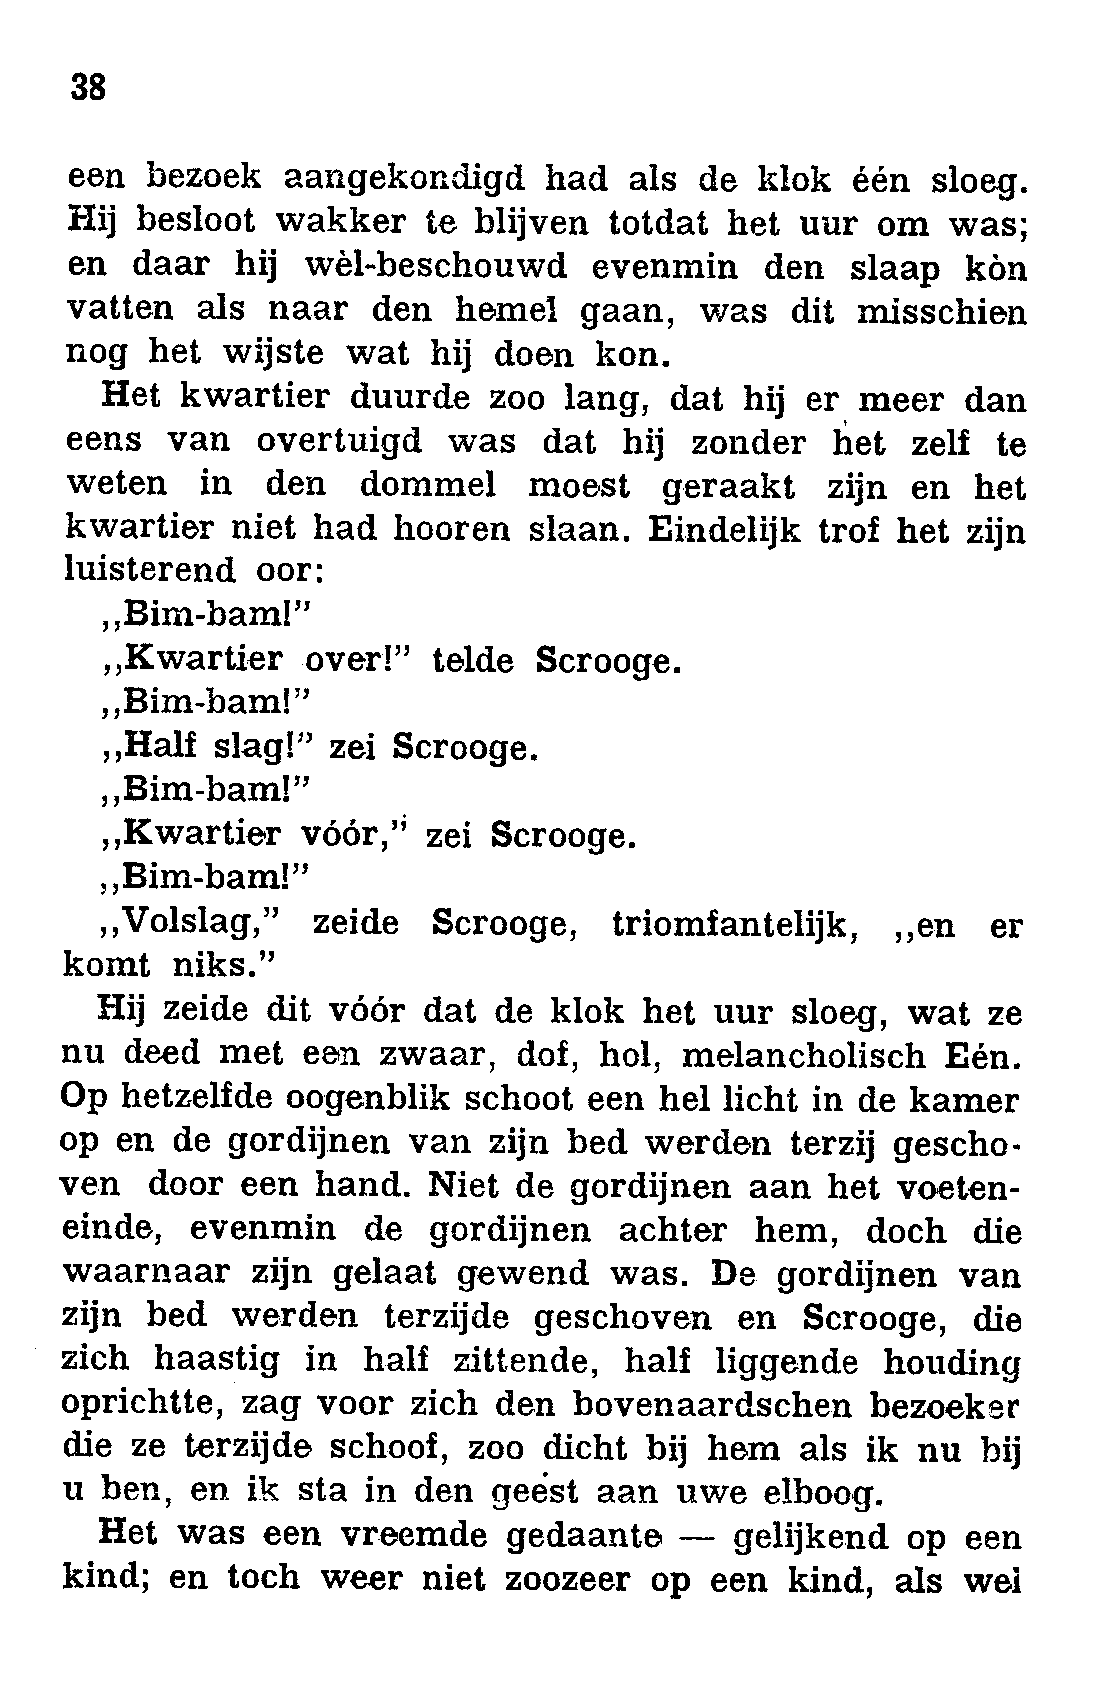 38
een bezoek aangekondigd had als de klok één sloeg.
Hij besloot wakker te blijven totdat het uur om was;
en daar hij wèl-beschouwd evenmin den slaap kòn
vatten als naar den hemel gaan, was dit misschien
nog het wijste wat hij doen kon.
Het kwartier duurde zoo lang, dat hij er meer dan
eens van overtuigd was dat hij zonder het zelf te
weten in den dommel moest geraakt zijn en het
kwartier niet had hooren slaan. Eindelijk trof het zijn
luisterend oor:
,,Bim-bam!”
,,Kwartier over!” telde Scrooge.
,,Bim-bam!”
,,Half slag!” zei Scrooge.
,,Bim-bam!”
,,Kwartier vóór,” zei Scrooge.
,,Bim-bam!”
,,Volslag,” zeide Scrooge, triomfantelijk, ,,en er
komt niks.”
Hij zeide dit vóór dat de klok het uur sloeg, wat ze
nu deed met een zwaar, dof, hol, melancholisch Eén.
Op hetzelfde oogenblik schoot een hel licht in de kamer
op en de gordijnen van zijn bed werden terzij gescho-
ven door een hand. Niet de gordijnen aan het voeten-
einde, evenmin de gordijnen achter hem, doch die
waarnaar zijn gelaat gewend was. De gordijnen van
zijn bed werden terzijde geschoven en Scrooge, die
zich haastig in half zittende, half liggende houding
oprichtte, zag voor zich den bovenaardschen bezoeker
die ze terzijde schoof, zoo dicht bij hem als ik nu bij
u ben, en ik sta in den geest aan uwe elboog.
Het was een vreemde gedaante — gelijkend op een
kind; en toch weer niet zoozeer op een kind, als wel